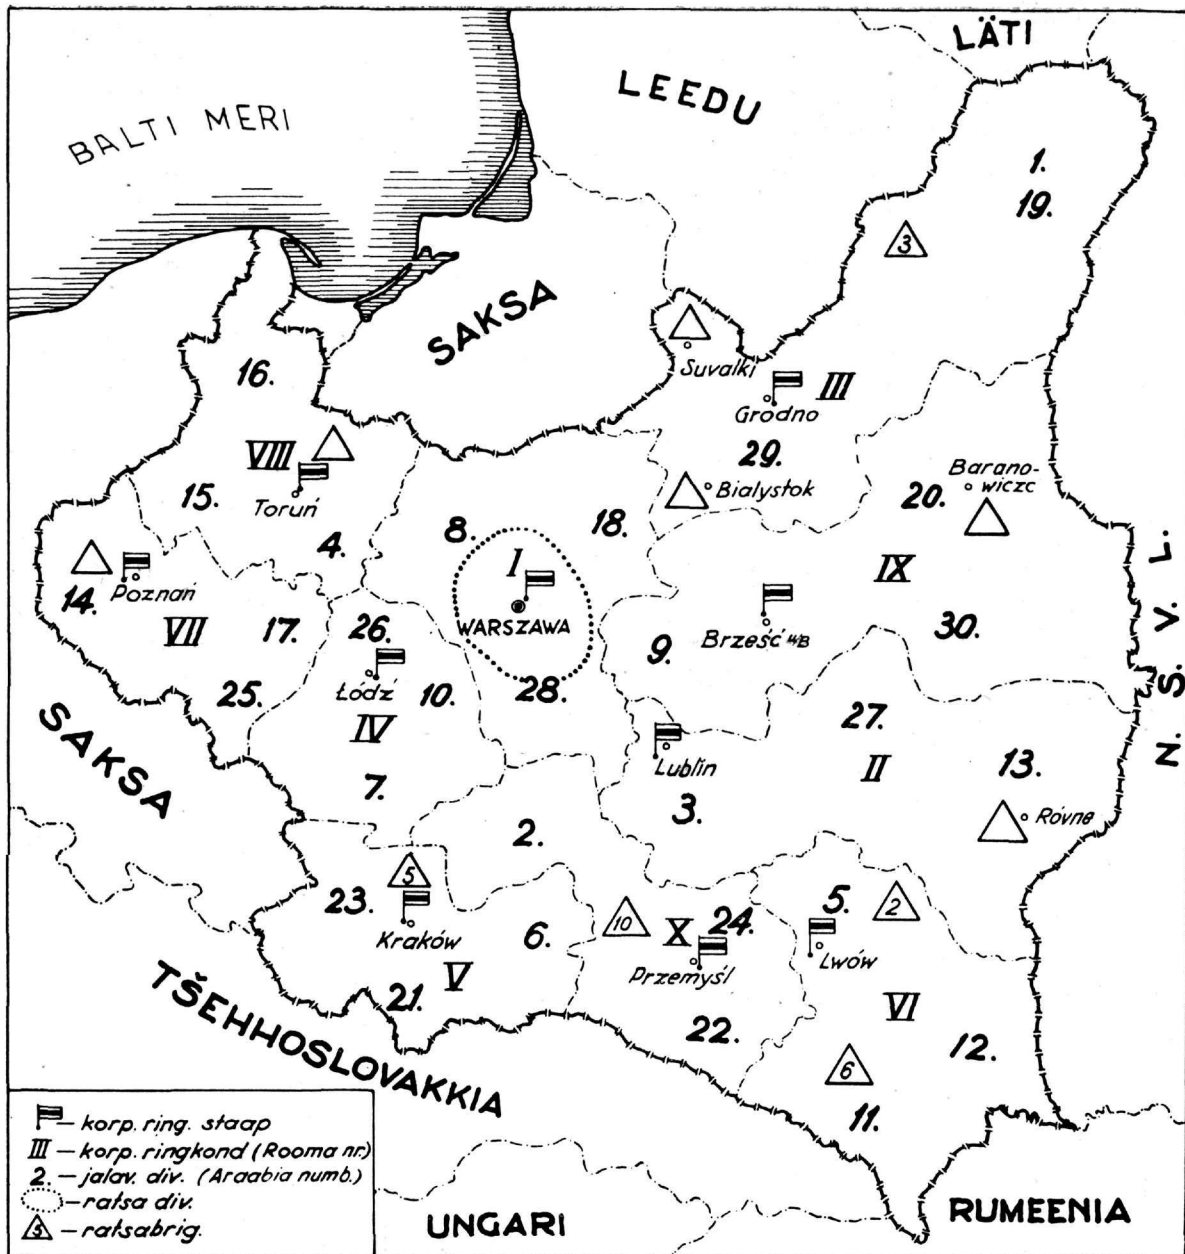 LÄTI
LEEDU
BALTI MERI
1.
19.
3
SAKSA
Suvalki
16.
Grodno
III
VIII
29.
Bialystok
20.
Barano-
wiczc
15.
Toruń
4.
8.
18.
I
WARSZAWA
IX
14.
Poznań
VII
17.
26.
Brześć n/B
30.
9.
N. S. V. L.
25.
Łódź
10.
28.
IV
27.
II
13.
Lublin
SAKSA
7.
2.
3.
Równe
5
23.
Kraków
6.
10
X
24.
Przemyśl
5.
2
Lwów
V
21.
22.
VI
12.
6
11.
TŠEHHOSLOVAKKIA
UNGARI
RUMEENIA
— korp. ring. staap
III — korp. ringkond (Rooma nr.)
2. — jalav. div. (Araabia numb.)
— ratsa div.
5 — ratsabrig.